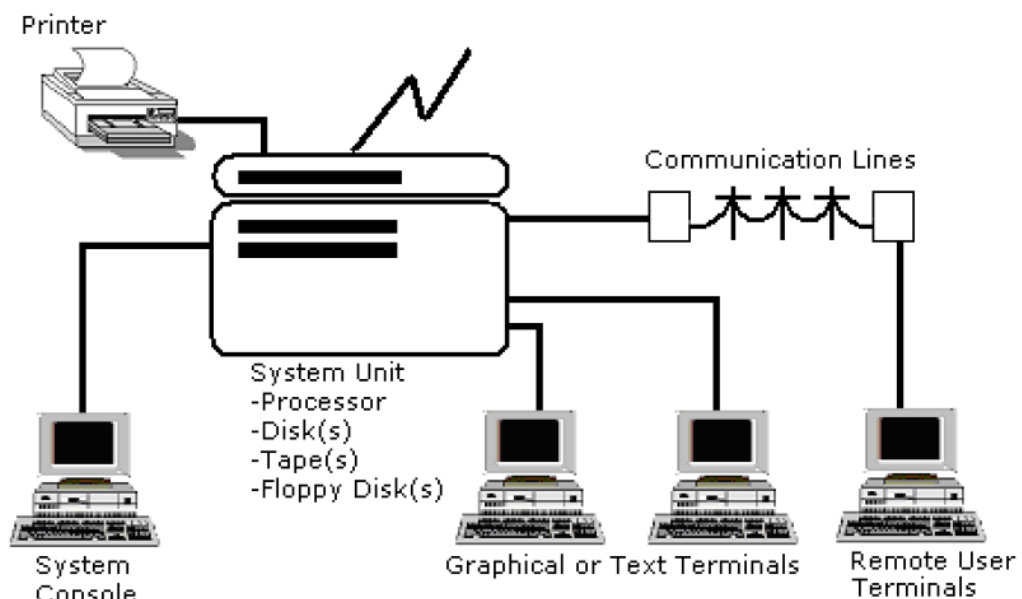 Printer
Communication Lines
System Unit
-Processor
-Disk(s)
-Tape(s)
-Floppy Disk(s)
System
Console
Graphical or Text Terminals
Remote User
Terminals